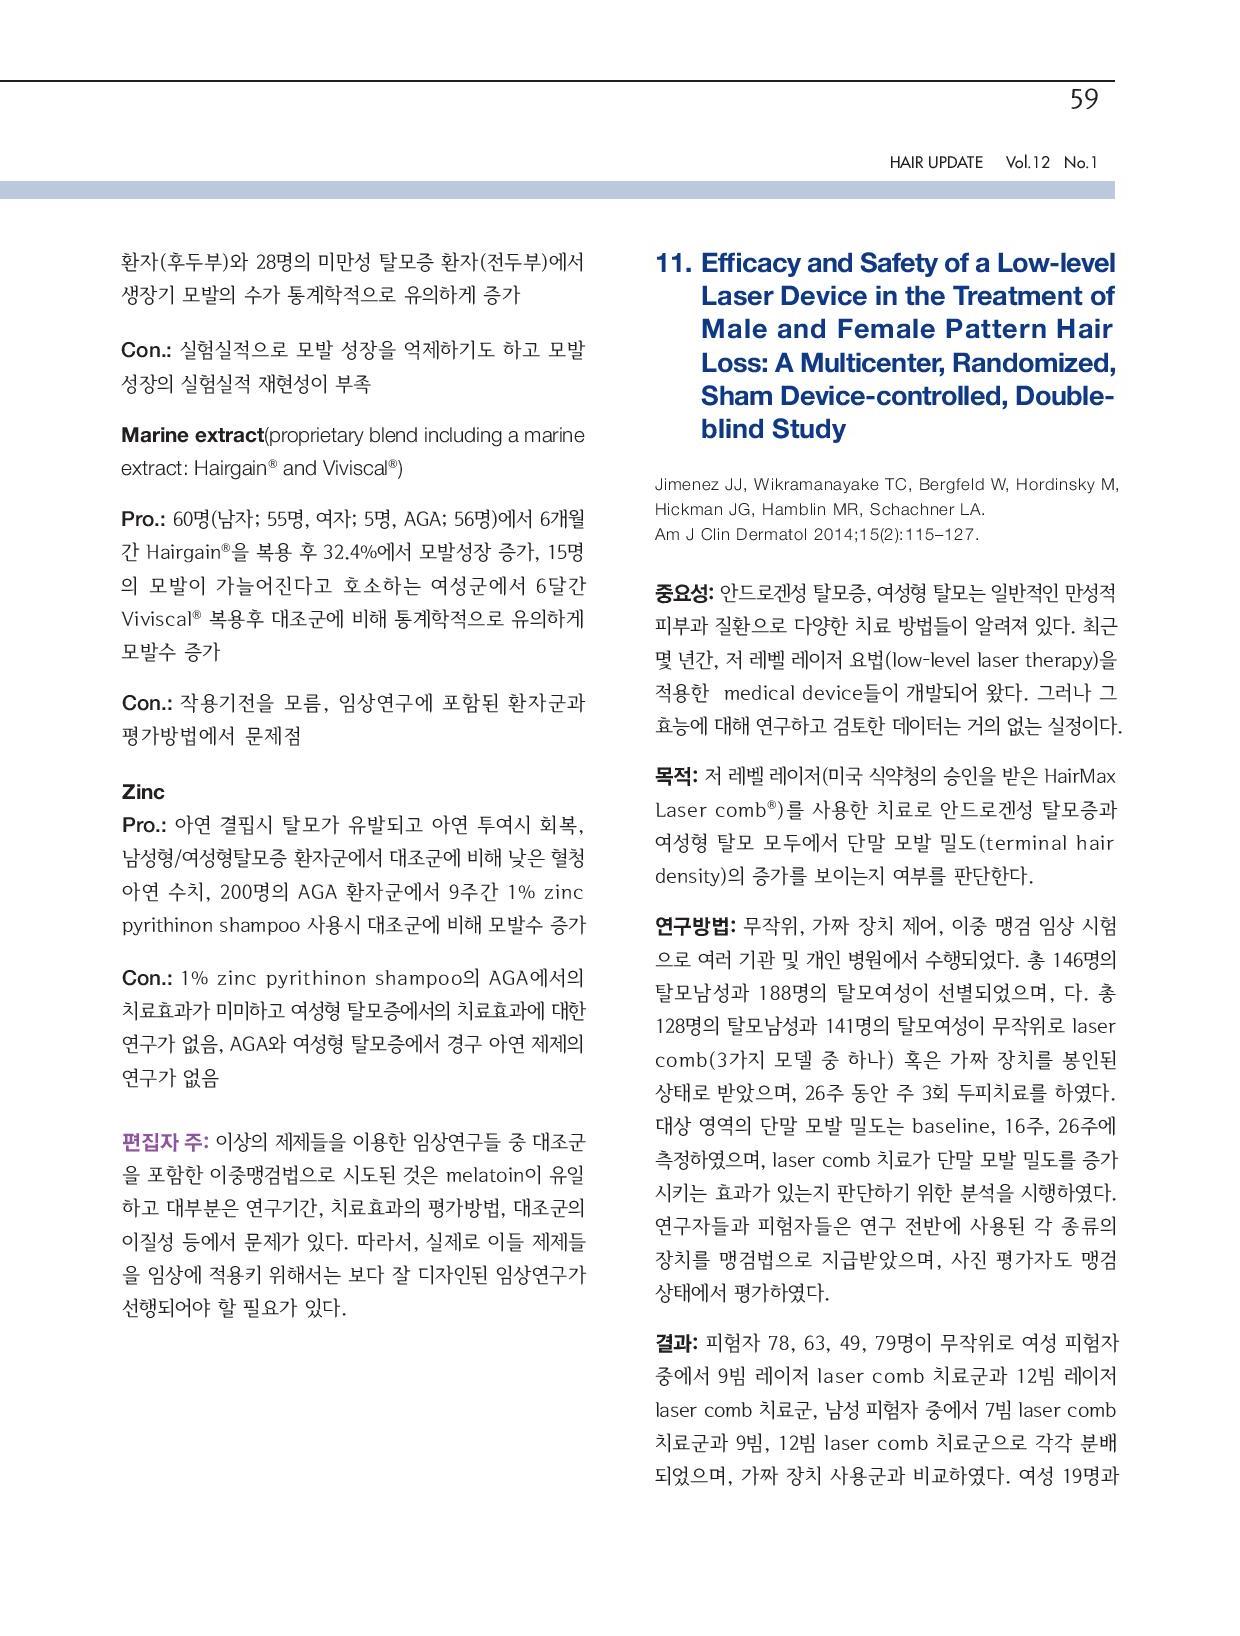 59
HAIR UPDATE Vol.12 No.1
환자(후두부)와 28명의 미만성 탈모증 환자(전두부)에서
생장기 모발의 수가 통계학적으로 유의하게 증가
Con.: 실험실적으로 모발 성장을 억제하기도 하고 모발
성장의 실험실적 재현성이 부족
Marine extract(proprietary blend including a marine
extract: Hairgain® and Viviscal®)
Pro.: 60명(남자; 55명, 여자; 5명, AGA; 56명)에서 6개월
간 Hairgain®을 복용 후 32.4%에서 모발성장 증가, 15명
의 모발이 가늘어진다고 호소하는 여성군에서 6달간
Viviscal® 복용후 대조군에 비해 통계학적으로 유의하게
모발수 증가
Con.: 작용기전을 모름, 임상연구에 포함된 환자군과
평가방법에서 문제점
Zinc
Pro.: 아연 결핍시 탈모가 유발되고 아연 투여시 회복,
남성형/여성형탈모증 환자군에서 대조군에 비해 낮은 혈청
아연 수치, 200명의 AGA 환자군에서 9주간 1% zinc
pyrithinon shampoo 사용시 대조군에 비해 모발수 증가
Con.: 1% zinc pyrithinon shampoo의 AGA에서의
치료효과가 미미하고 여성형 탈모증에서의 치료효과에 대한
연구가 없음, AGA와 여성형 탈모증에서 경구 아연 제제의
연구가 없음
편집자 주: 이상의 제제들을 이용한 임상연구들 중 대조군
을 포함한 이중맹검법으로 시도된 것은 melatoin이 유일
하고 대부분은 연구기간, 치료효과의 평가방법, 대조군의
이질성 등에서 문제가 있다. 따라서, 실제로 이들 제제들
을 임상에 적용키 위해서는 보다 잘 디자인된 임상연구가
선행되어야 할 필요가 있다.
11. Efficacy and Safety of a Low-level
Laser Device in the Treatment of
Male and Female Pattern Hair
Loss: A Multicenter, Randomized,
Sham Device-controlled, Double-
blind Study
Jimenez JJ, Wikramanayake TC, Bergfeld W, Hordinsky M,
Hickman JG, Hamblin MR, Schachner LA.
Am J Clin Dermatol 2014;15(2):115–127.
중요성: 안드로겐성 탈모증, 여성형 탈모는 일반적인 만성적
피부과 질환으로 다양한 치료 방법들이 알려져 있다. 최근
몇 년간, 저 레벨 레이저 요법(low-level laser therapy)을
적용한 medical device들이 개발되어 왔다. 그러나 그
효능에 대해 연구하고 검토한 데이터는 거의 없는 실정이다.
목적: 저 레벨 레이저(미국 식약청의 승인을 받은 HairMax
Laser comb®)를 사용한 치료로 안드로겐성 탈모증과
여성형 탈모 모두에서 단말 모발 밀도(terminal hair
density)의 증가를 보이는지 여부를 판단한다.
연구방법: 무작위, 가짜 장치 제어, 이중 맹검 임상 시험
으로 여러 기관 및 개인 병원에서 수행되었다. 총 146명의
탈모남성과 188명의 탈모여성이 선별되었으며, 다. 총
128명의 탈모남성과 141명의 탈모여성이 무작위로 laser
comb(3가지 모델 중 하나) 혹은 가짜 장치를 봉인된
상태로 받았으며, 26주 동안 주 3회 두피치료를 하였다.
대상 영역의 단말 모발 밀도는 baseline, 16주, 26주에
측정하였으며, laser comb 치료가 단말 모발 밀도를 증가
시키는 효과가 있는지 판단하기 위한 분석을 시행하였다.
연구자들과 피험자들은 연구 전반에 사용된 각 종류의
장치를 맹검법으로 지급받았으며, 사진 평가자도 맹검
상태에서 평가하였다.
결과: 피험자 78, 63, 49, 79명이 무작위로 여성 피험자
중에서 9빔 레이저 laser comb 치료군과 12빔 레이저
laser comb 치료군, 남성 피험자 중에서 7빔 laser comb
치료군과 9빔, 12빔 laser comb 치료군으로 각각 분배
되었으며, 가짜 장치 사용군과 비교하였다. 여성 19명과